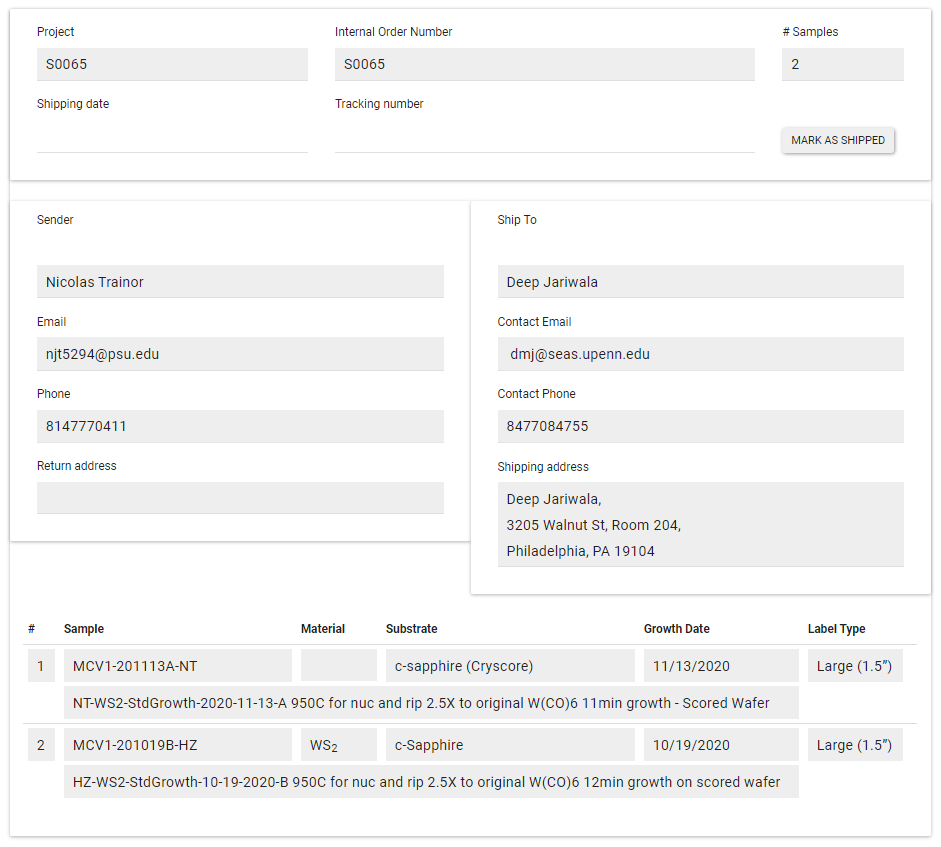 Project Internal Order Number # Samples
S0065 S0065 2
Shipping date Tracking number
MARK AS SHIPPED
Sender
Nicolas Trainor
Email
njt5294@psu.edu
Phone
8147770411
Return address
Ship To
Deep Jariwala
Contact Email
dmj@seas.upenn.edu
Contact Phone
8477084755
Shipping address
Deep Jariwala,
3205 Walnut St, Room 204,
Philadelphia, PA 19104
# Sample Material Substrate Growth Date Label Type
1 MCV1-201113A-NT c-sapphire (Cryscore) 11/13/2020 Large (1.5”)
NT-WS2-StdGrowth-2020-11-13-A 950C for nuc and rip 2.5X to original W(CO)6 11min growth - Scored Wafer
2 MCV1-201019B-HZ WS₂ c-Sapphire 10/19/2020 Large (1.5”)
HZ-WS2-StdGrowth-10-19-2020-B 950C for nuc and rip 2.5X to original W(CO)6 12min growth on scored wafer